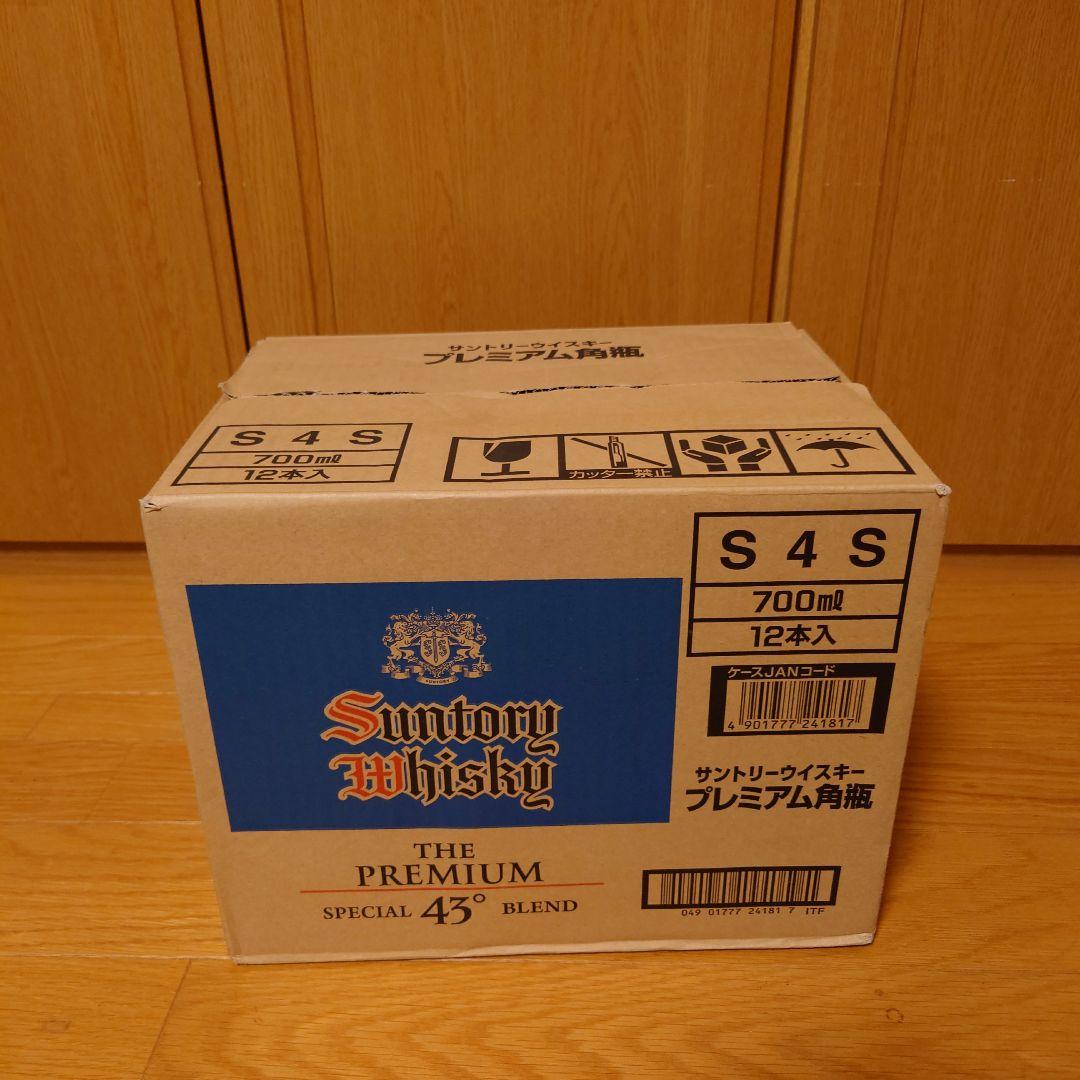 サントリーウイスキー
プレミアム角瓶
S 4 S
700ml
12本入
カッター禁止
S 4 S
700ml
12本入
ケースJANコード
4 901777 241817
サントリーウイスキー
プレミアム角瓶
SUNTORY
Suntory
Whisky
THE
PREMIUM
SPECIAL 43° BLEND
049 01777 24181 7 ITF